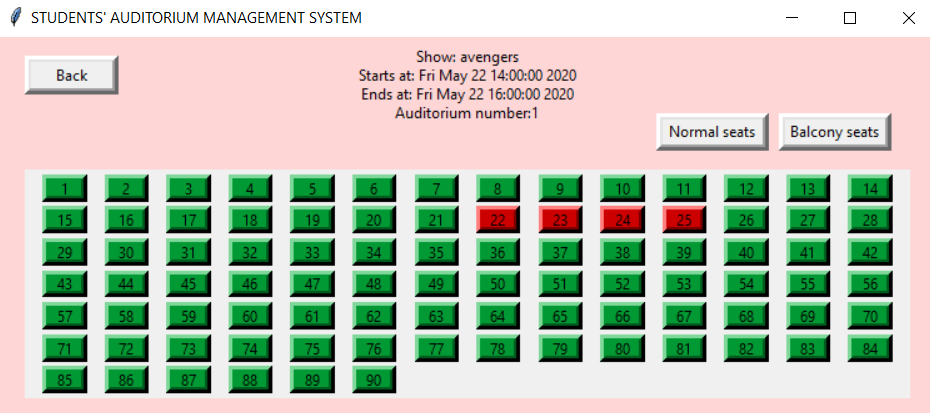 STUDENTS' AUDITORIUM MANAGEMENT SYSTEM
Show: avengers
Back
Starts at: Fri May 22 14:00:00 2020
Ends at: Fri May 22 16:00:00 2020
Auditorium number:1
Normal seats Balcony seats
1 2 3 4 5 6 7 8 9 10 11 12 13 14
15 16 17 18 19 20 21 22 23 24 25 26 27 28
29 30 31 32 33 34 35 36 37 38 39 40 41 42
43 44 45 46 47 48 49 50 51 52 53 54 55 56
57 58 59 60 61 62 63 64 65 66 67 68 69 70
71 72 73 74 75 76 77 78 79 80 81 82 83 84
85 86 87 88 89 90